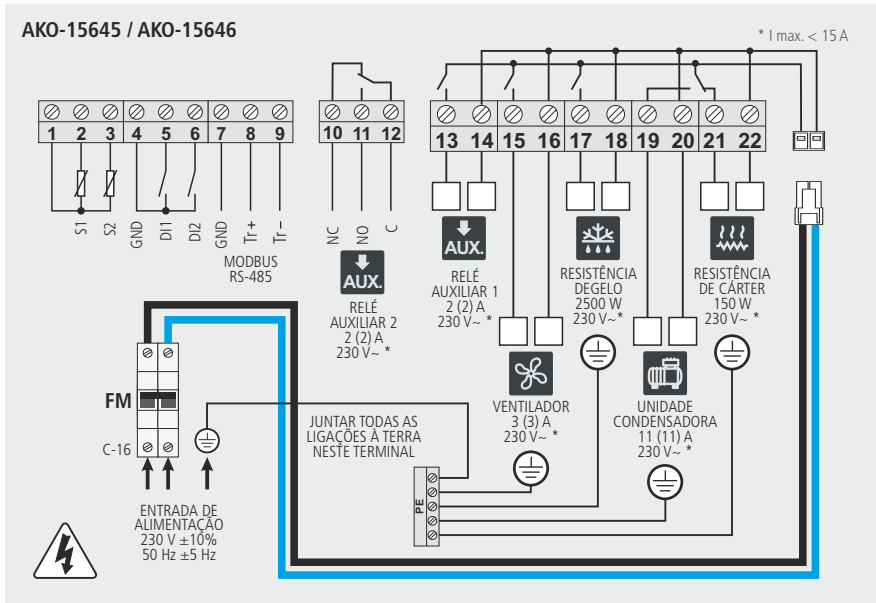 AKO-15645 / AKO-15646
* I max. < 15 A
1 2 3 4 5 6 7 8 9
10 11 12
13 14 15 16 17 18 19 20 21 22
S1
S2
GND
DI1
DI2
GND
Tr+
Tr−
MODBUS
RS-485
NC
NO
C
AUX.
RELÉ
AUXILIAR 2
2 (2) A
230 V~ *
AUX.
RELÉ
AUXILIAR 1
2 (2) A
230 V~ *
RESISTÊNCIA
DEGELO
2500 W
230 V~*
RESISTÊNCIA
DE CÁRTER
150 W
230 V~ *
VENTILADOR
3 (3) A
230 V~ *
UNIDADE
CONDENSADORA
11 (11) A
230 V~ *
FM
C-16
JUNTAR TODAS AS
LIGAÇÕES À TERRA
NESTE TERMINAL
PE
ENTRADA DE
ALIMENTAÇÃO
230 V ±10%
50 Hz ±5 Hz